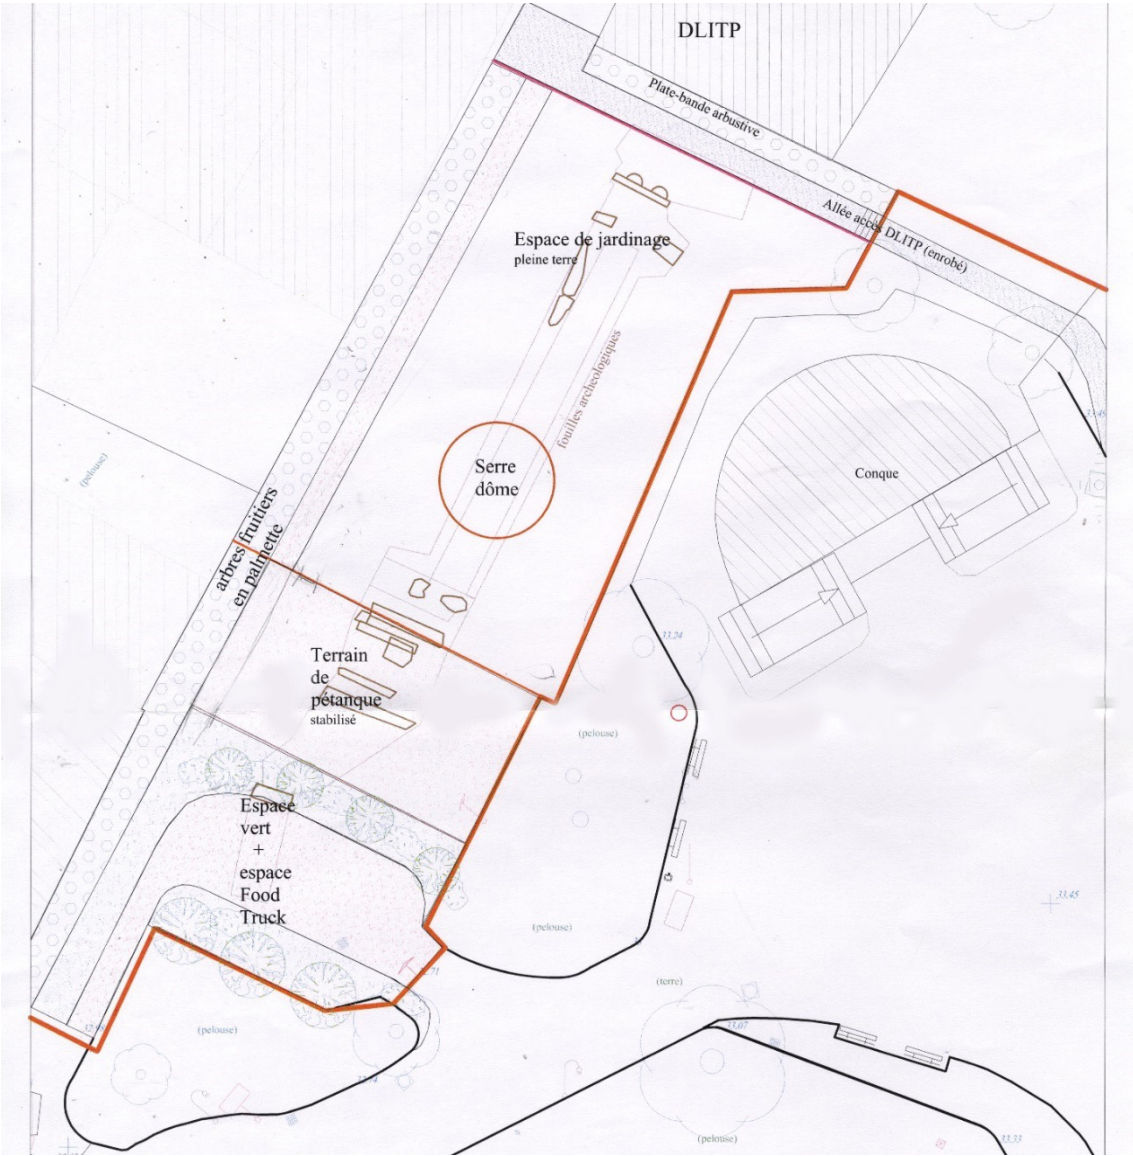 DLITP
Plate-bande arbustive
Allée accès DLITP (enrobé)
Espace de jardinage
pleine terre
fouilles archeologiques
Serre
dôme
Conque
33.45
(pelouse)
arbres fruitiers
en palmette
Terrain
de
pétanque
stabilisé
33.24
(pelouse)
Espace
vert
+
espace
Food
Truck
33.45
(pelouse)
(terre)
(pelouse)
33.07
(pelouse)
33.33